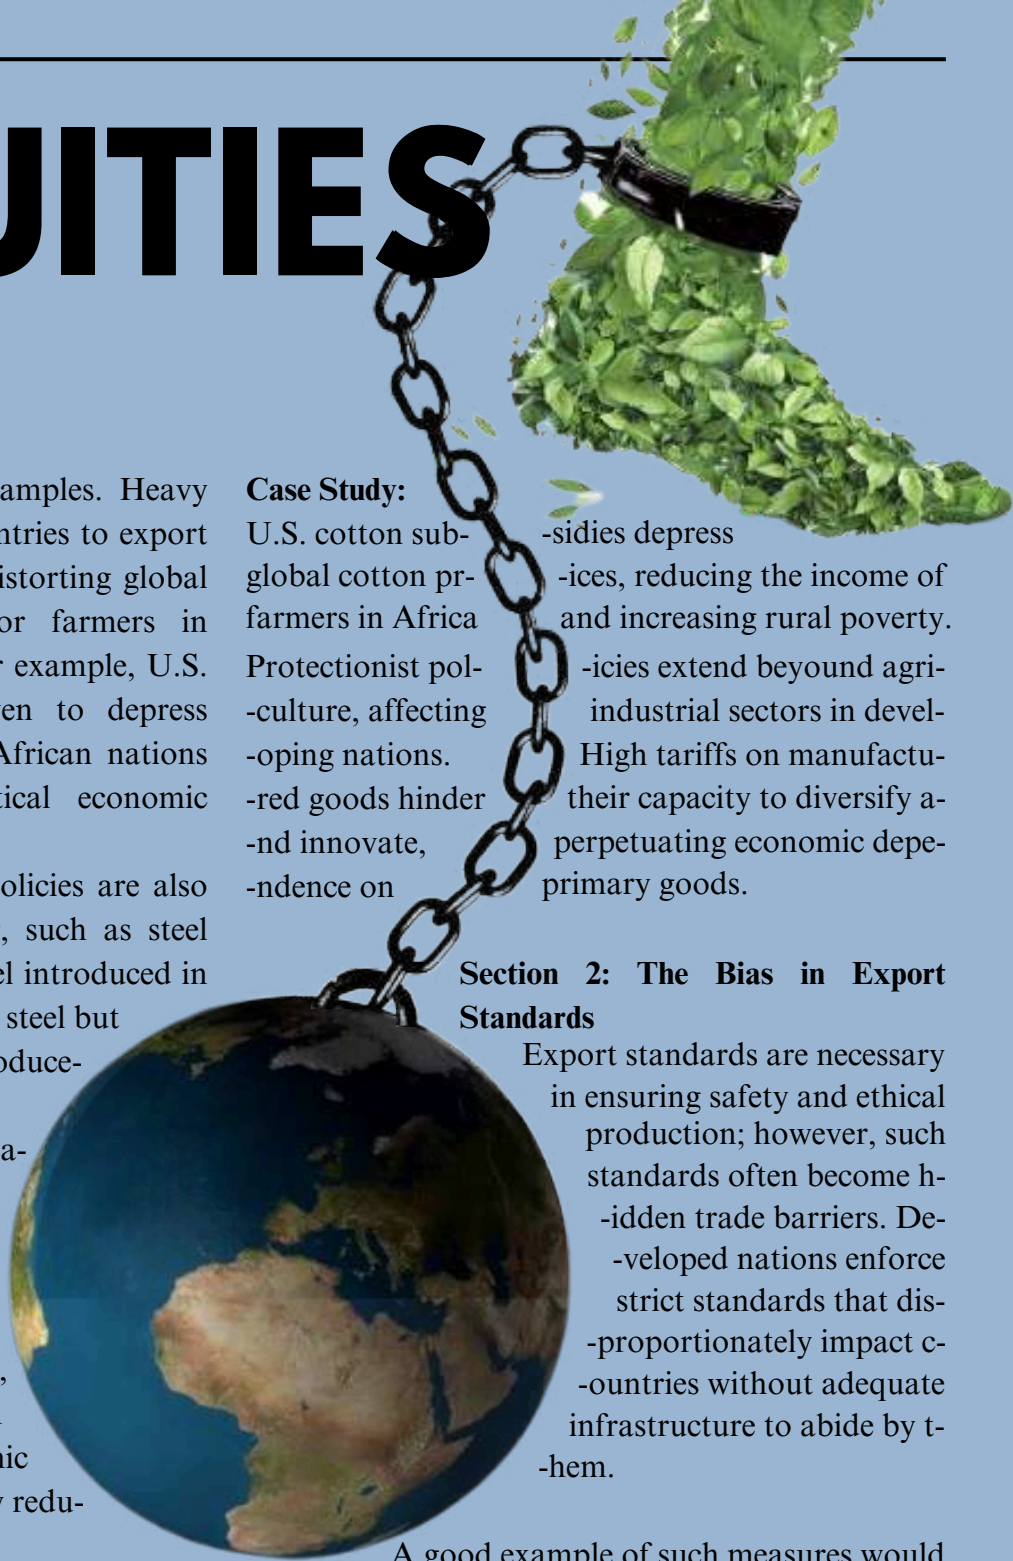 UITIES
amples. Heavy
ntries to export
istorting global
or farmers in
r example, U.S.
en to depress
African nations
tical economic
olicies are also
, such as steel
el introduced in
steel but
oduce-
a-
,
nic
y redu-
Case Study:
U.S. cotton sub- -sidies depress
global cotton pr- -ices, reducing the income of
farmers in Africa and increasing rural poverty.
Protectionist pol- -icies extend beyound agri-
-culture, affecting industrial sectors in devel-
-oping nations. High tariffs on manufactu-
-red goods hinder their capacity to diversify a-
-nd innovate, perpetuating economic depe-
-ndence on primary goods.
Section 2: The Bias in Export
Standards
Export standards are necessary
in ensuring safety and ethical
production; however, such
standards often become h-
-idden trade barriers. De-
-veloped nations enforce
strict standards that dis-
-proportionately impact c-
-ountries without adequate
infrastructure to abide by t-
-hem.
A good example of such measures would